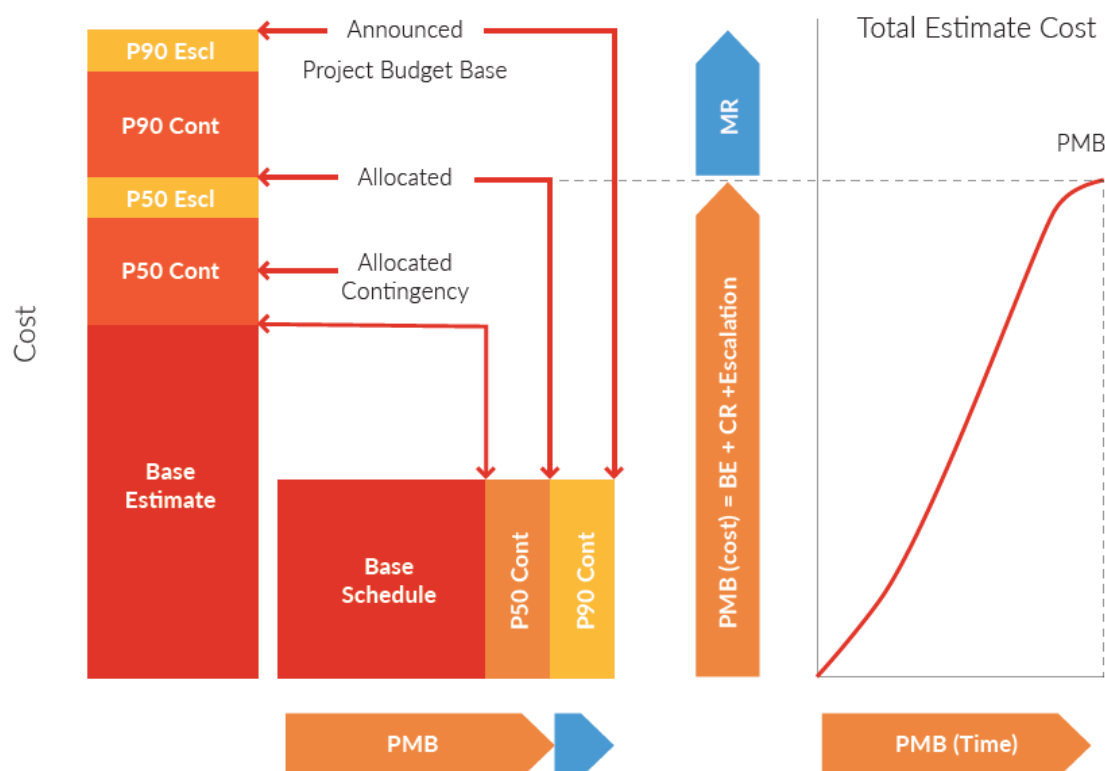 Cost
P90 Escl
P90 Cont
P50 Escl
P50 Cont
Base
Estimate
Announced
Project Budget Base
Allocated
Allocated
Contingency
Base
Schedule
P50 Cont
P90 Cont
PMB
MR
PMB (cost) = BE + CR +Escalation
Total Estimate Cost
PMB
PMB (Time)